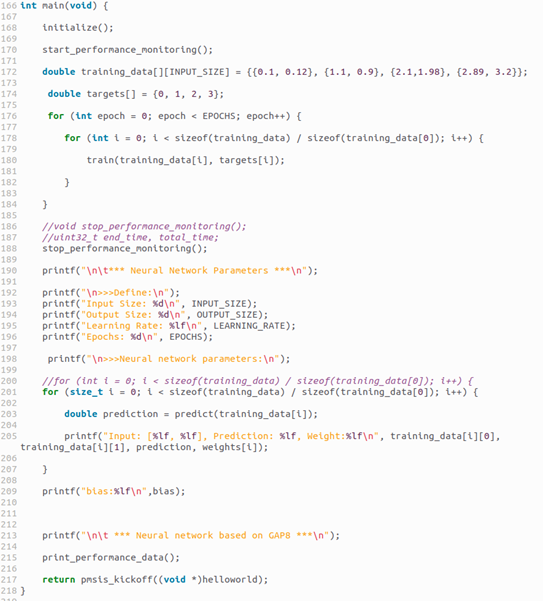 166 int main(void) {
167
168     initialize();
169
170     start_performance_monitoring();
171
172     double training_data[][INPUT_SIZE] = {{0.1, 0.12}, {1.1, 0.9}, {2.1,1.98}, {2.89, 3.2}};
173
174      double targets[] = {0, 1, 2, 3};
175
176      for (int epoch = 0; epoch < EPOCHS; epoch++) {
177
178         for (int i = 0; i < sizeof(training_data) / sizeof(training_data[0]); i++) {
179
180             train(training_data[i], targets[i]);
181
182         }
183
184     }
185
186     //void stop_performance_monitoring();
187     //uint32_t end_time, total_time;
188     stop_performance_monitoring();
189
190     printf("\n\t*** Neural Network Parameters ***\n");
191
192     printf("\n>>>Define:\n");
193     printf("Input Size: %d\n", INPUT_SIZE);
194     printf("Output Size: %d\n", OUTPUT_SIZE);
195     printf("Learning Rate: %lf\n", LEARNING_RATE);
196     printf("Epochs: %d\n", EPOCHS);
197
198      printf("\n>>>Neural network parameters:\n");
199
200     //for (int i = 0; i < sizeof(training_data) / sizeof(training_data[0]); i++) {
201     for (size_t i = 0; i < sizeof(training_data) / sizeof(training_data[0]); i++) {
202
203         double prediction = predict(training_data[i]);
204
205         printf("Input: [%lf, %lf], Prediction: %lf, Weight:%lf\n", training_data[i][0],
training_data[i][1], prediction, weights[i]);
206
207     }
208
209     printf("bias:%lf\n",bias);
210
211
212
213     printf("\n\t *** Neural network based on GAP8 ***\n");
214
215     print_performance_data();
216
217     return pmsis_kickoff((void *)helloworld);
218 }